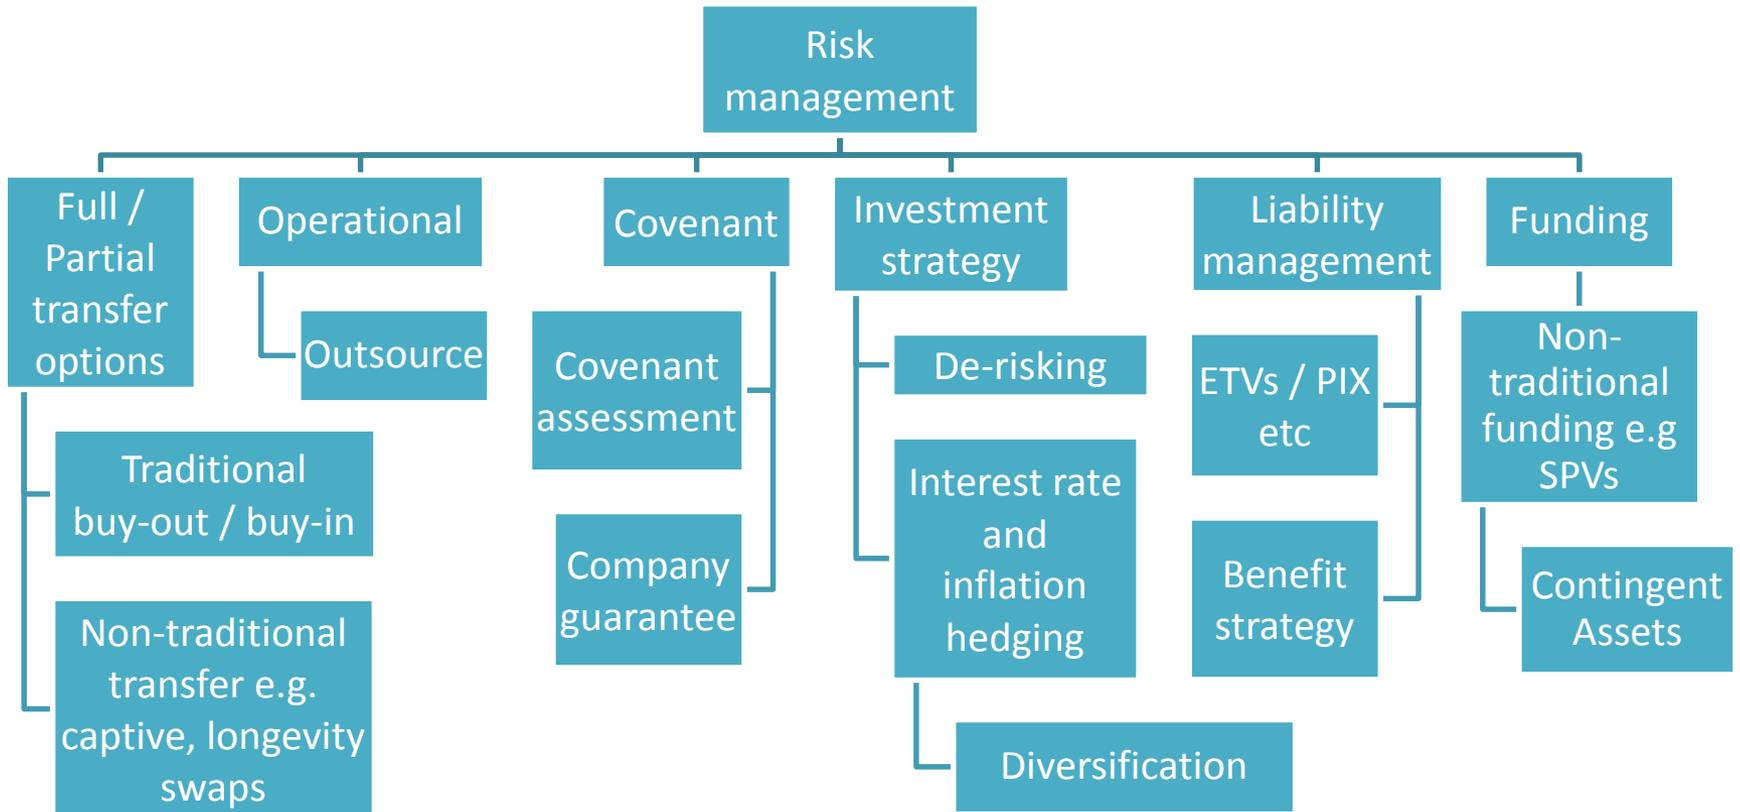 Risk
management
Full /
Partial
transfer
options
Operational
Covenant
Investment
strategy
Liability
management
Funding
Traditional
buy-out / buy-in
Non-traditional
transfer e.g.
captive, longevity
swaps
Outsource
Covenant
assessment
Company
guarantee
De-risking
Interest rate
and
inflation
hedging
Diversification
ETVs / PIX
etc
Benefit
strategy
Non-
traditional
funding e.g
SPVs
Contingent
Assets